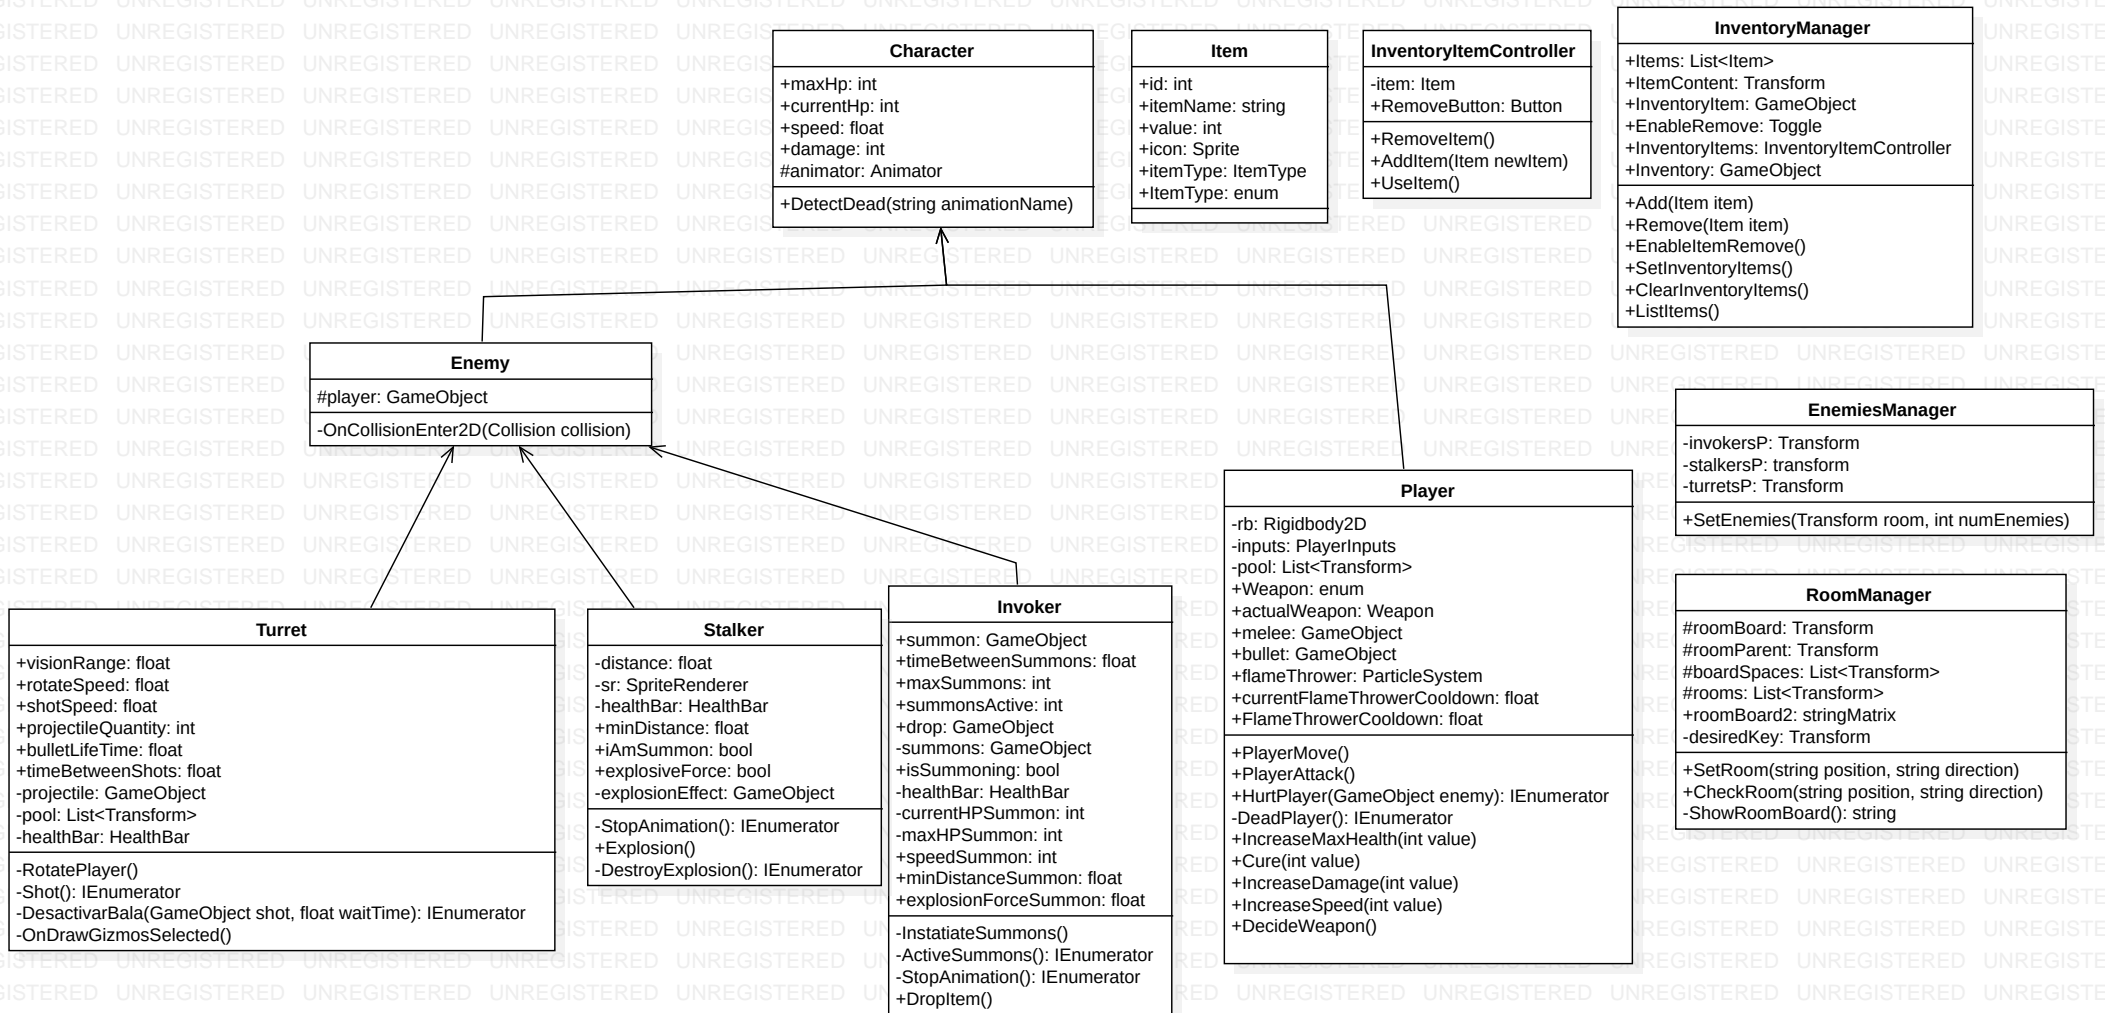 Character
+maxHp: int
+currentHp: int
+speed: float
+damage: int
#animator: Animator
+DetectDead(string animationName)
Item
+id: int
+itemName: string
+value: int
+icon: Sprite
+itemType: ItemType
+ItemType: enum
InventoryItemController
-item: Item
+RemoveButton: Button
+RemoveItem()
+AddItem(Item newItem)
+UseItem()
InventoryManager
+Items: List<Item>
+ItemContent: Transform
+InventoryItem: GameObject
+EnableRemove: Toggle
+InventoryItems: InventoryItemController
+Inventory: GameObject
+Add(Item item)
+Remove(Item item)
+EnableItemRemove()
+SetInventoryItems()
+ClearInventoryItems()
+ListItems()
Enemy
#player: GameObject
-OnCollisionEnter2D(Collision collision)
EnemiesManager
-invokersP: Transform
-stalkersP: transform
-turretsP: Transform
+SetEnemies(Transform room, int numEnemies)
Player
-rb: Rigidbody2D
-inputs: PlayerInputs
-pool: List<Transform>
+Weapon: enum
+actualWeapon: Weapon
+melee: GameObject
+bullet: GameObject
+flameThrower: ParticleSystem
+currentFlameThrowerCooldown: float
+FlameThrowerCooldown: float
+PlayerMove()
+PlayerAttack()
+HurtPlayer(GameObject enemy): IEnumerator
-DeadPlayer(): IEnumerator
+IncreaseMaxHealth(int value)
+Cure(int value)
+IncreaseDamage(int value)
+IncreaseSpeed(int value)
+DecideWeapon()
RoomManager
#roomBoard: Transform
#roomParent: Transform
#boardSpaces: List<Transform>
#rooms: List<Transform>
+roomBoard2: stringMatrix
-desiredKey: Transform
+SetRoom(string position, string direction)
+CheckRoom(string position, string direction)
-ShowRoomBoard(): string
Turret
+visionRange: float
+rotateSpeed: float
+shotSpeed: float
+projectileQuantity: int
+bulletLifeTime: float
+timeBetweenShots: float
-projectile: GameObject
-pool: List<Transform>
-healthBar: HealthBar
-RotatePlayer()
-Shot(): IEnumerator
-DesactivarBala(GameObject shot, float waitTime): IEnumerator
-OnDrawGizmosSelected()
Stalker
-distance: float
-sr: SpriteRenderer
-healthBar: HealthBar
+minDistance: float
+iAmSummon: bool
+explosiveForce: bool
-explosionEffect: GameObject
-StopAnimation(): IEnumerator
+Explosion()
-DestroyExplosion(): IEnumerator
Invoker
+summon: GameObject
+timeBetweenSummons: float
+maxSummons: int
+summonsActive: int
+drop: GameObject
-summons: GameObject
+isSummoning: bool
-healthBar: HealthBar
-currentHPSummon: int
-maxHPSummon: int
+speedSummon: int
+minDistanceSummon: float
+explosionForceSummon: float
-InstatiateSummons()
-ActiveSummons(): IEnumerator
-StopAnimation(): IEnumerator
+DropItem()
UNREGISTERED